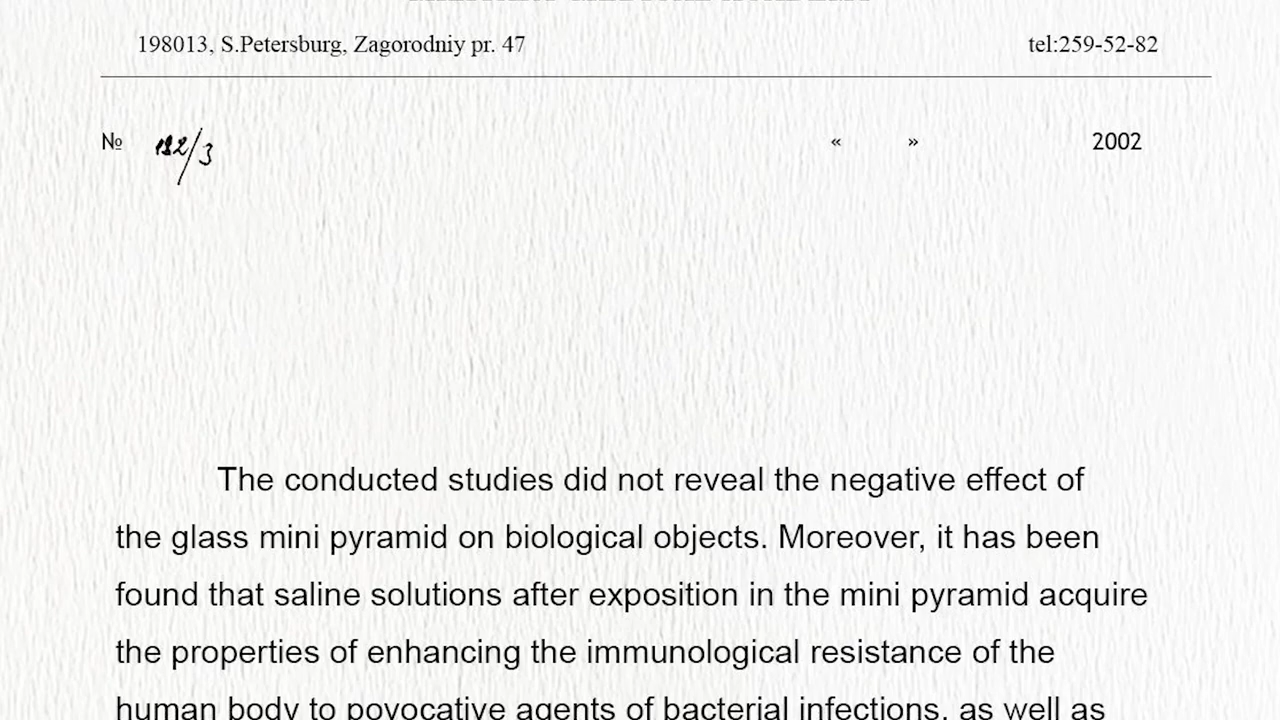 198013, S.Petersburg, Zagorodniy pr. 47 tel:259-52-82
№ 192/3 « » 2002
The conducted studies did not reveal the negative effect of
the glass mini pyramid on biological objects. Moreover, it has been
found that saline solutions after exposition in the mini pyramid acquire
the properties of enhancing the immunological resistance of the
human body to povocative agents of bacterial infections, as well as